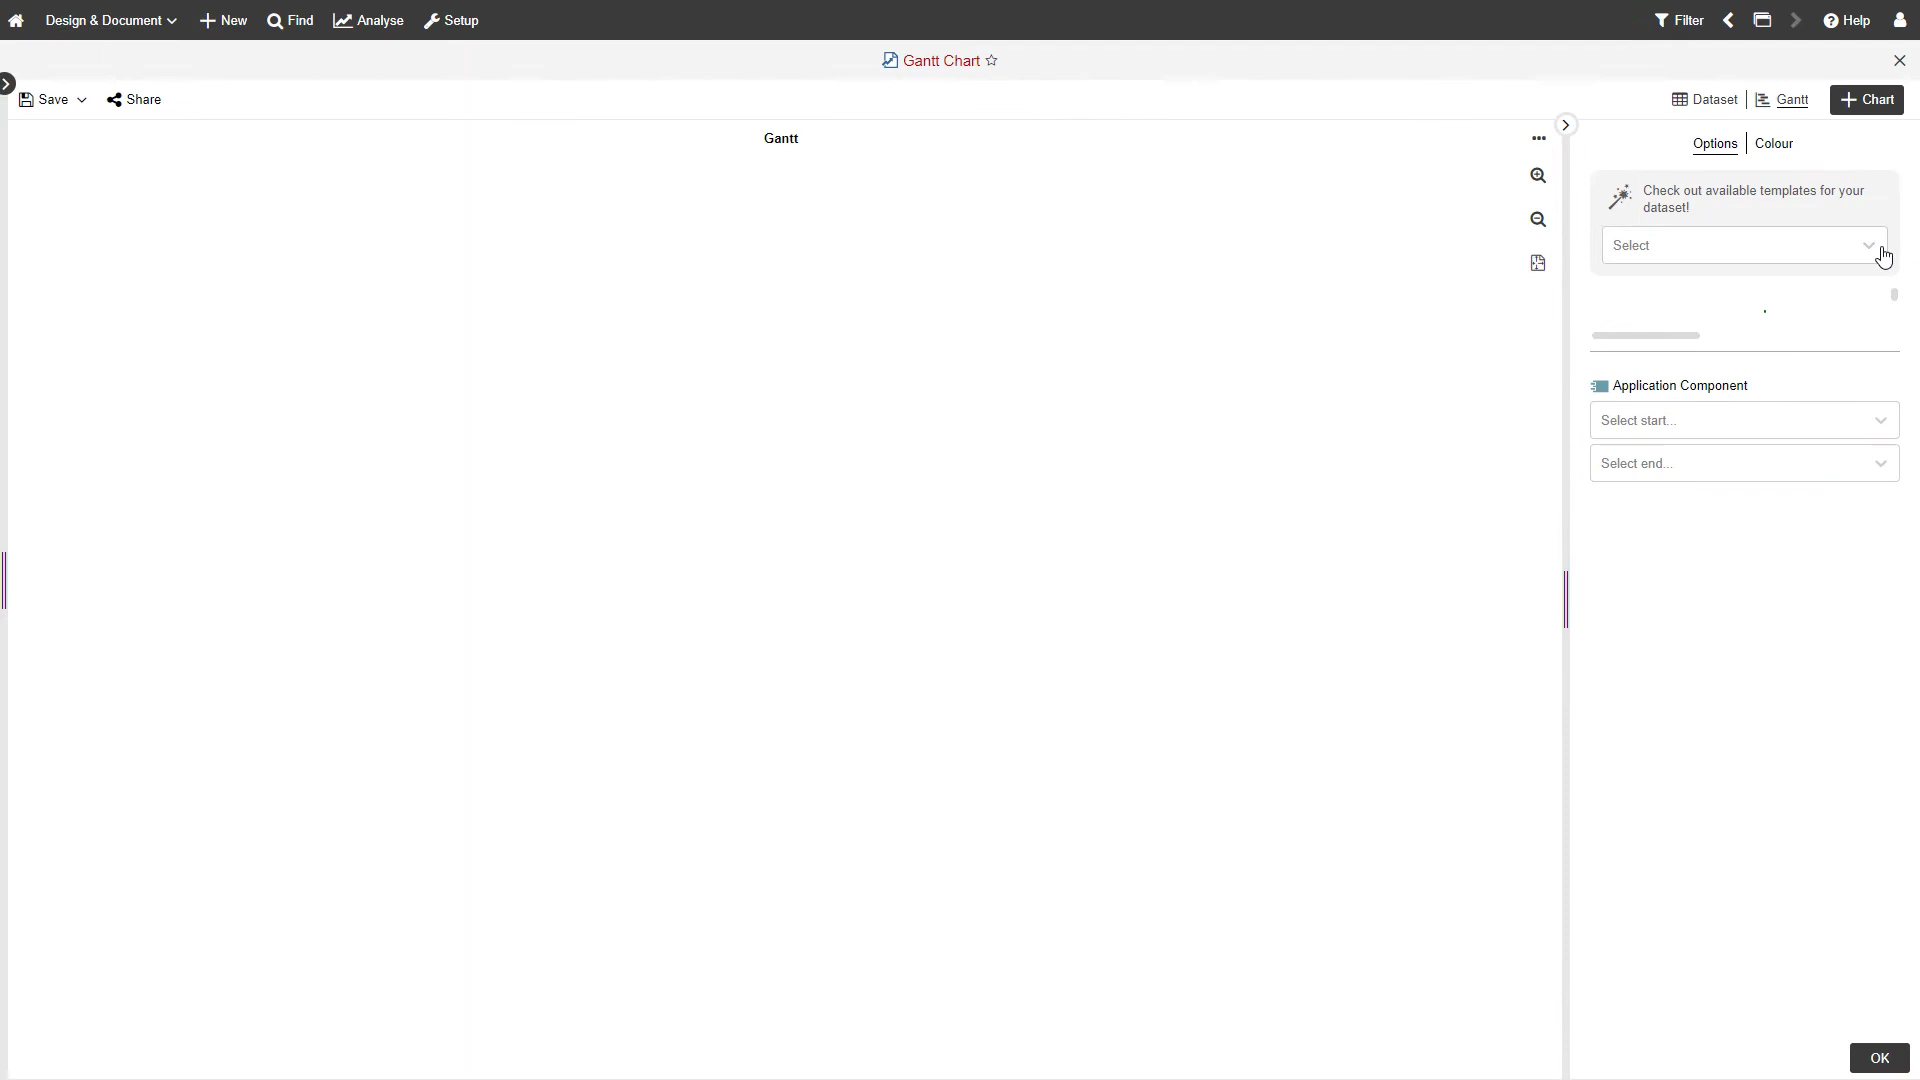 Design & Document New Find Analyse Setup Filter Help
Gantt Chart
Save Share Dataset Gantt Chart
Gantt
Options Colour
Check out available templates for your
dataset!
Select
Application Component
Select start...
Select end...
OK